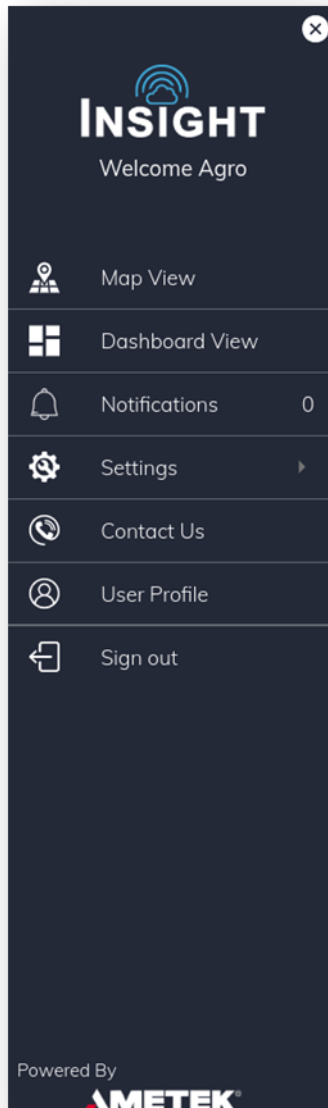 INSIGHT
Welcome Agro
Map View
Dashboard View
Notifications 0
Settings
Contact Us
User Profile
Sign out
Powered By
AMETEK®